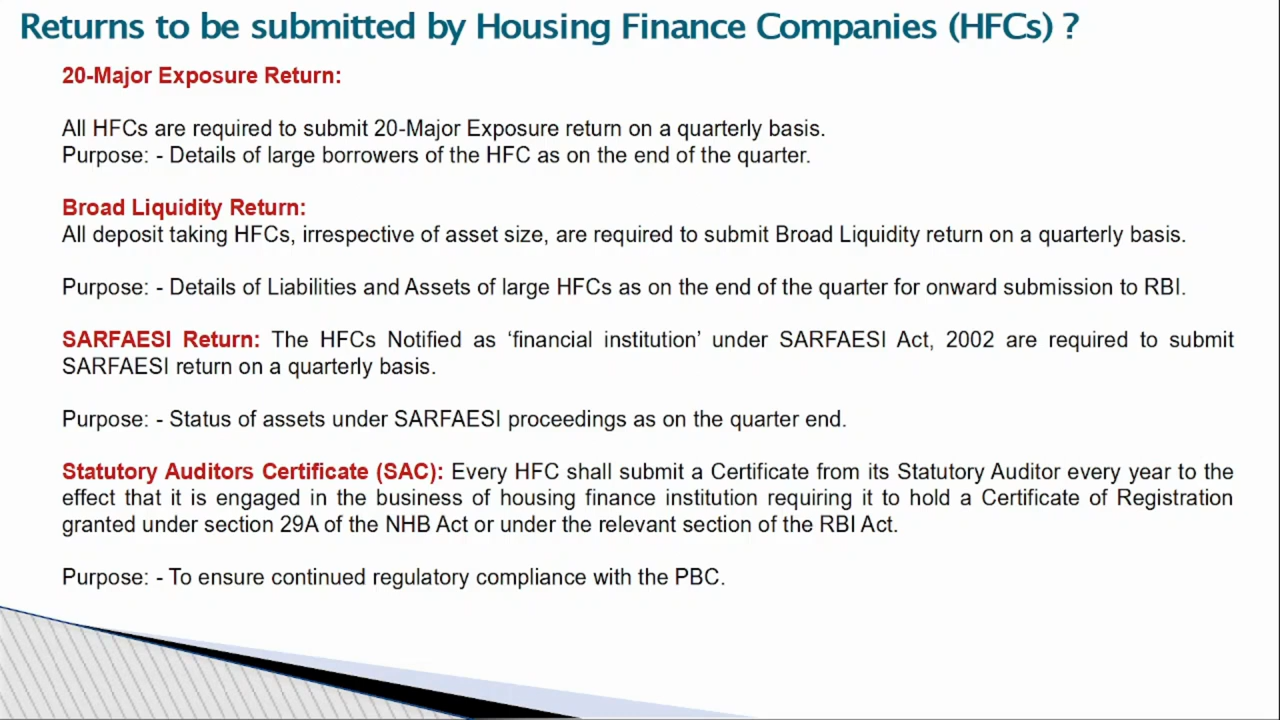 Returns to be submitted by Housing Finance Companies (HFCs) ?
20-Major Exposure Return:
All HFCs are required to submit 20-Major Exposure return on a quarterly basis.
Purpose: - Details of large borrowers of the HFC as on the end of the quarter.
Broad Liquidity Return:
All deposit taking HFCs, irrespective of asset size, are required to submit Broad Liquidity return on a quarterly basis.
Purpose: - Details of Liabilities and Assets of large HFCs as on the end of the quarter for onward submission to RBI.
SARFAESI Return: The HFCs Notified as ‘financial institution’ under SARFAESI Act, 2002 are required to submit
SARFAESI return on a quarterly basis.
Purpose: - Status of assets under SARFAESI proceedings as on the quarter end.
Statutory Auditors Certificate (SAC): Every HFC shall submit a Certificate from its Statutory Auditor every year to the
effect that it is engaged in the business of housing finance institution requiring it to hold a Certificate of Registration
granted under section 29A of the NHB Act or under the relevant section of the RBI Act.
Purpose: - To ensure continued regulatory compliance with the PBC.